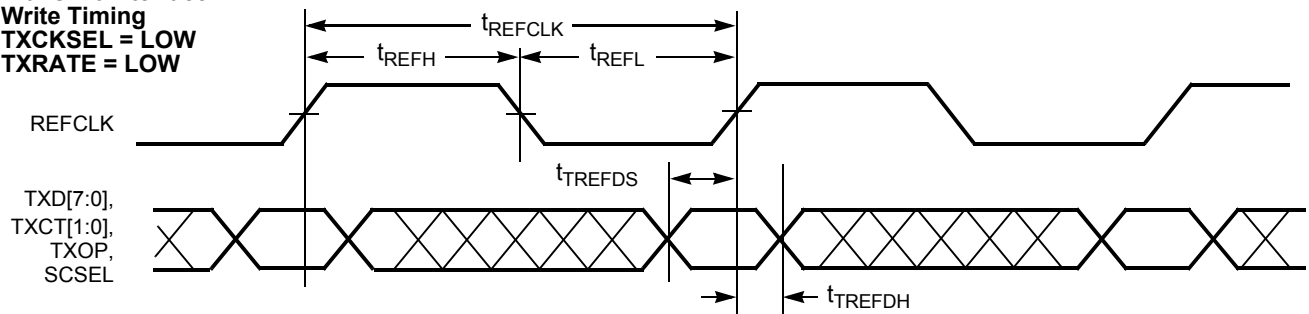 Write Timing
TXCKSEL = LOW
TXRATE = LOW
tREFCLK
tREFH
tREFL
REFCLK
tTREFDS
TXD[7:0],
TXCT[1:0],
TXOP,
SCSEL
tTREFDH